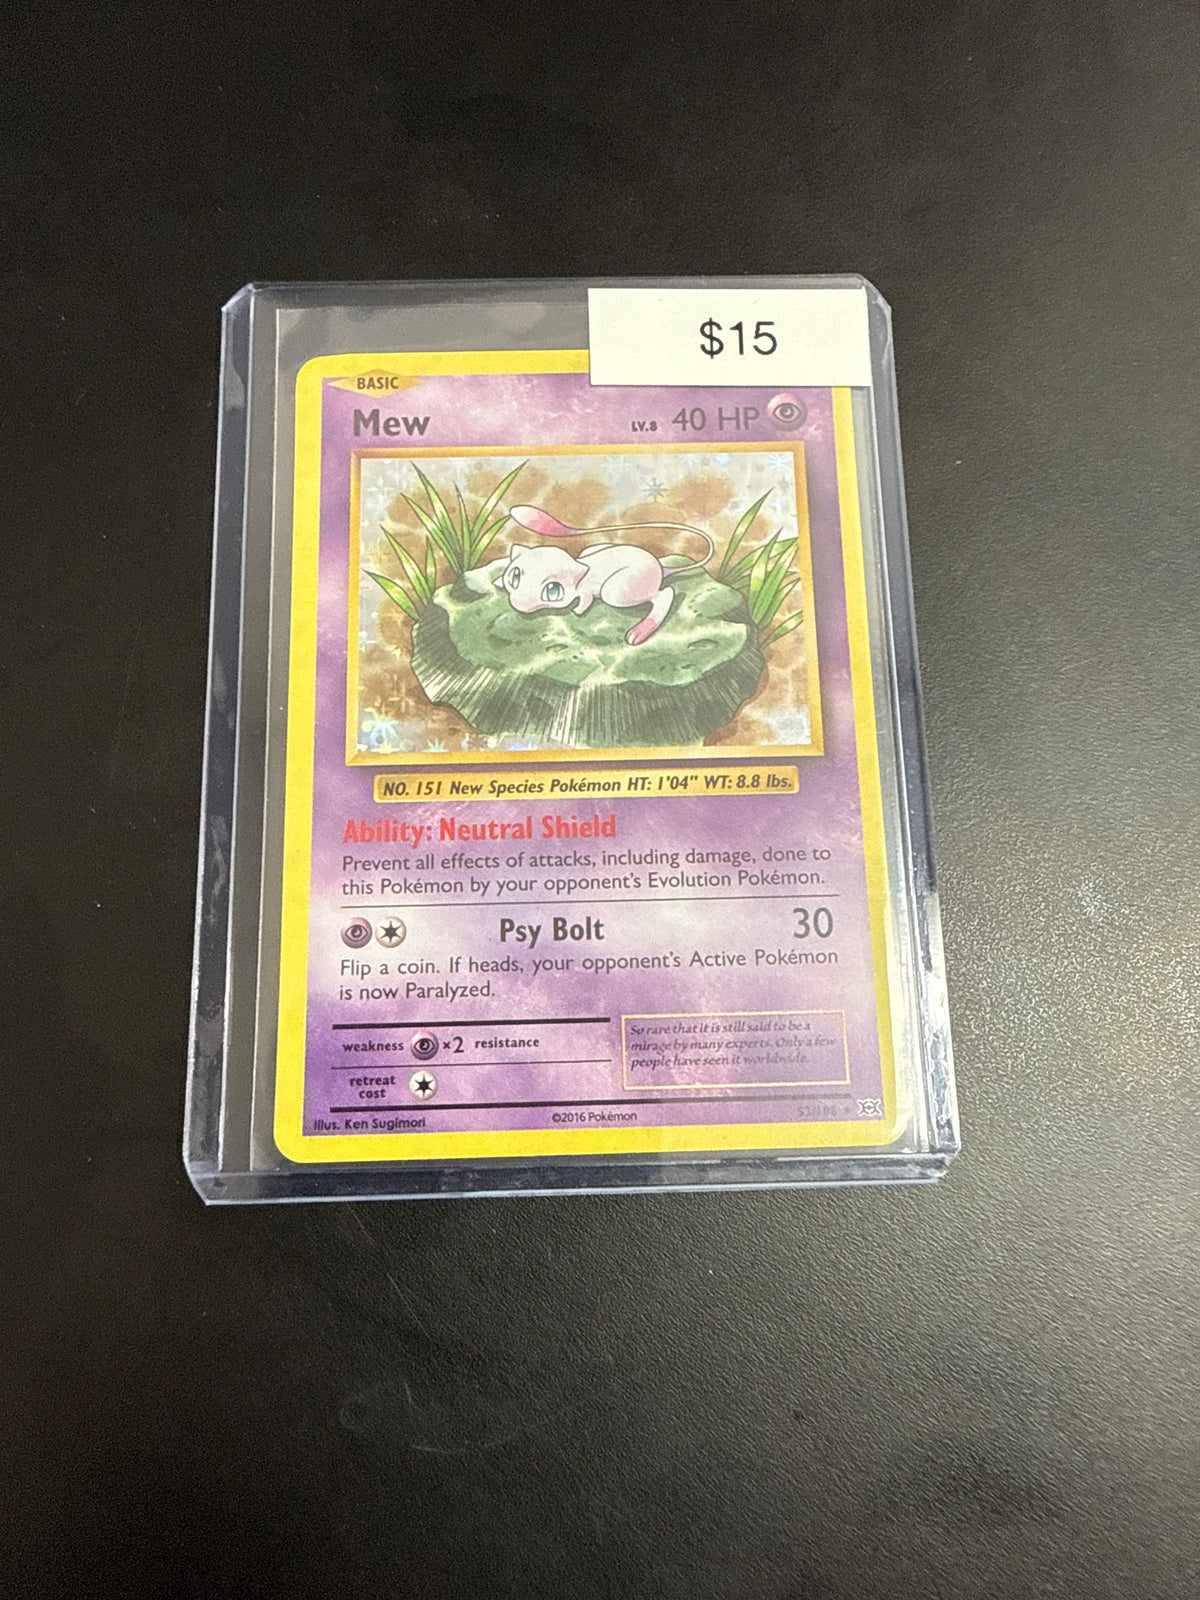 $15
BASIC
Mew LV.8 40 HP
NO. 151 New Species Pokémon HT: 1'04" WT: 8.8 lbs.
Ability: Neutral Shield
Prevent all effects of attacks, including damage, done to
this Pokémon by your opponent's Evolution Pokémon.
Psy Bolt 30
Flip a coin. If heads, your opponent's Active Pokémon
is now Paralyzed.
weakness ×2 resistance
retreat
cost
So rare that it is still said to be a
mirage by many experts. Only a few
people have seen it worldwide.
Illus. Ken Sugimori ©2016 Pokémon 53/108 ★